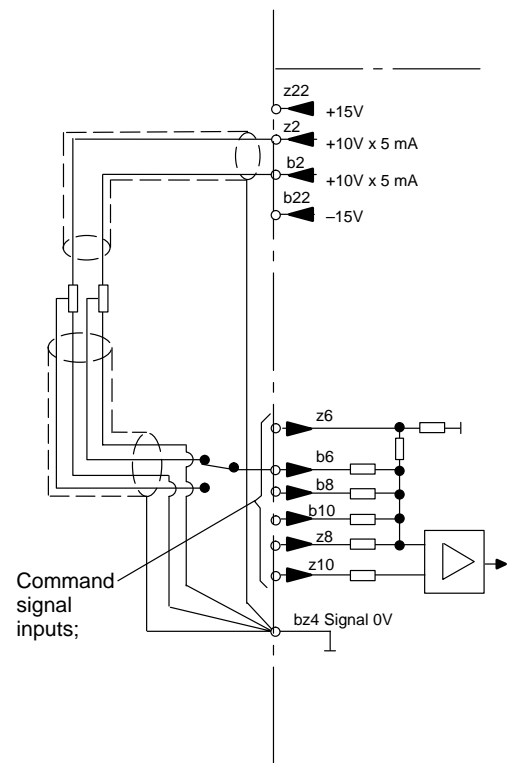 z22
+15V
z2
+10V x 5 mA
b2
+10V x 5 mA
b22
–15V
z6
b6
b8
b10
z8
z10
Command
signal
inputs;
bz4 Signal 0V